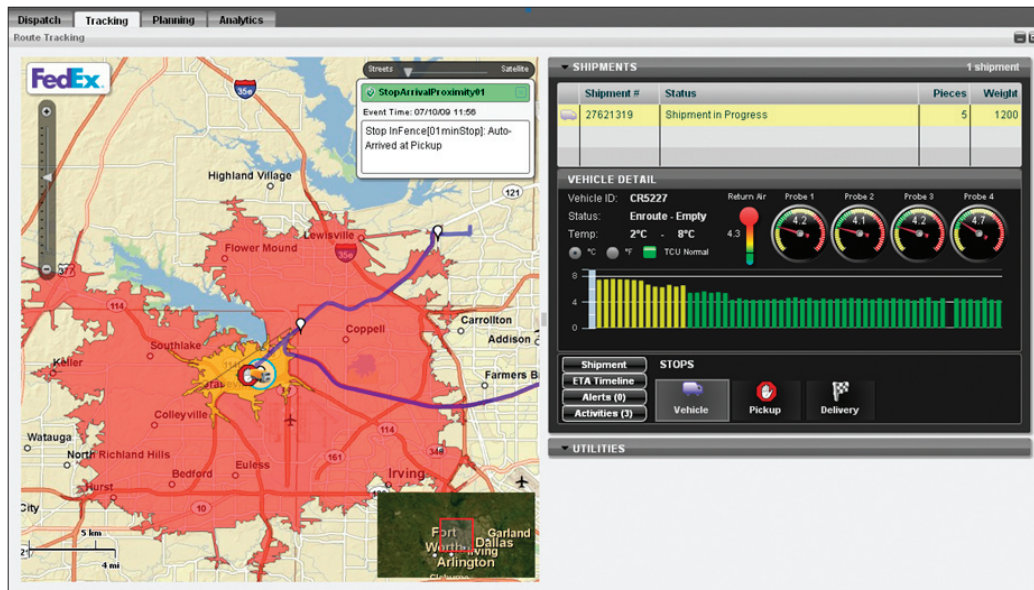 Dispatch Tracking Planning Analytics
Route Tracking
FedEx.
Streets Satellite
StopArrivalProximity01
Event Time: 07/10/09 11:56
Stop InFence[01minStop]: Auto-
Arrived at Pickup
35e
Highland Village
121
Lewisville
Flower Mound
35e
377
114
Carrollton
Coppell
Addison
Southlake
Keller
114
Farmers B
Colleyville
114
Watauga
161
North Richland Hills
Euless
Irving
Bedford
Hurst
10
City
5 km
4 mi
Fort
Worth
Garland
Dallas
Irving
Arlington
SHIPMENTS 1 shipment
Shipment # Status Pieces Weight
27621319 Shipment in Progress 5 1200
VEHICLE DETAIL
Vehicle ID: CR5227
Status: Enroute - Empty
Temp: 2°C - 8°C
°C °F TCU Normal
Return Air Probe 1 Probe 2 Probe 3 Probe 4
4.3 4.2 4.1 4.2 4.7
8
4
0
Shipment
ETA Timeline
Alerts (0)
Activities (3)
STOPS
Vehicle Pickup Delivery
UTILITIES